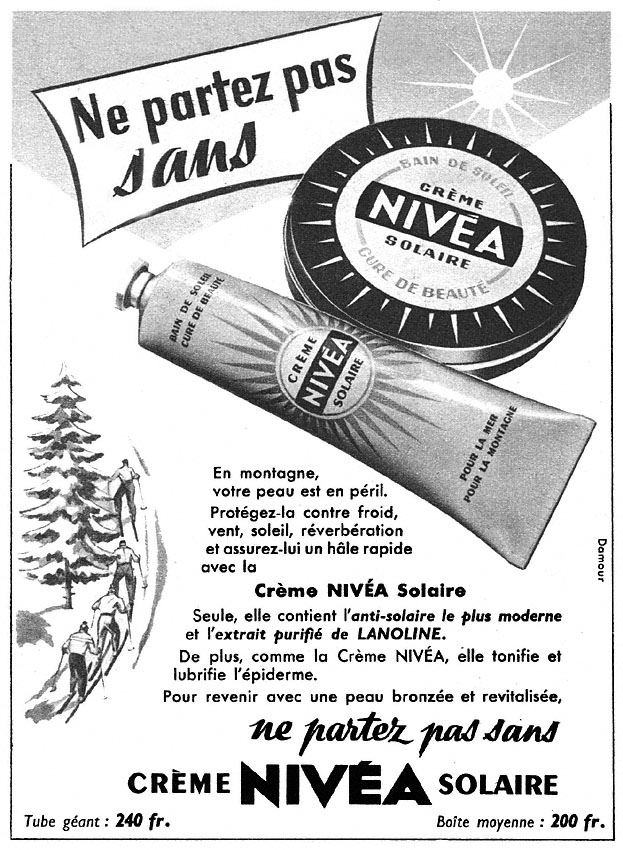 Ne partez pas
sans
BAIN DE SOLEIL
CRÈME
NIVÉA
SOLAIRE
CURE DE BEAUTÉ
BAIN DE SOLEIL
CURE DE BEAUTÉ
CRÈME
NIVÉA
SOLAIRE
POUR LA MER
POUR LA MONTAGNE
En montagne,
votre peau est en péril.
Protégez-la contre froid,
vent, soleil, réverbération
et assurez-lui un hâle rapide
avec la
Crème NIVÉA Solaire
Seule, elle contient l'anti-solaire le plus moderne
et l'extrait purifié de LANOLINE.
De plus, comme la Crème NIVÉA, elle tonifie et
lubrifie l'épiderme.
Pour revenir avec une peau bronzée et revitalisée,
ne partez pas sans
CRÈME NIVÉA SOLAIRE
Tube géant : 240 fr.
Boîte moyenne : 200 fr.
Damour